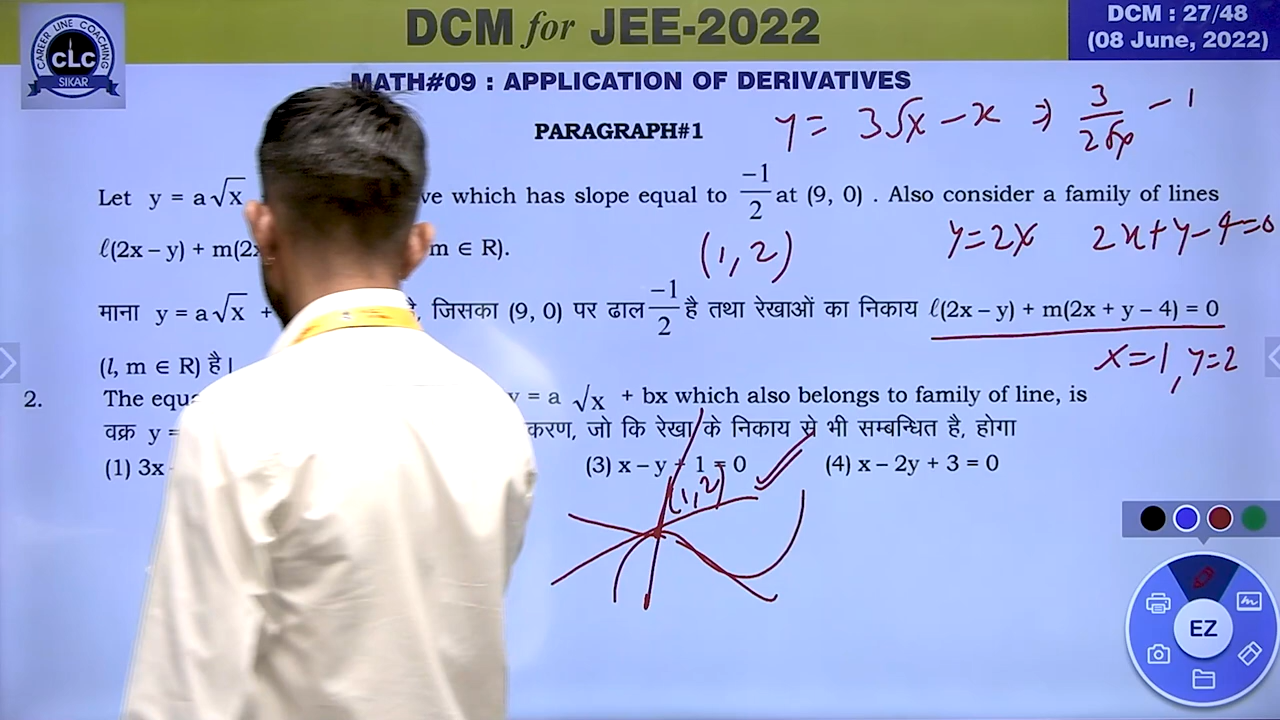 DCM for JEE-2022
DCM : 27/48
(08 June, 2022)
CAREER LINE COACHING
CLC
SIKAR
MATH#09 : APPLICATION OF DERIVATIVES
y = 3√x - x ⇒ 3/(2√x) - 1
PARAGRAPH#1
Let y = a√x ve which has slope equal to -1/2 at (9, 0) . Also consider a family of lines
ℓ(2x – y) + m(2x m ∈ R).
(1, 2)
y=2x 2x+y-4=0
माना y = a√x + , जिसका (9, 0) पर ढाल -1/2 है तथा रेखाओं का निकाय ℓ(2x – y) + m(2x + y – 4) = 0
(l, m ∈ R) है।
x=1, y=2
2. The equa y = a √x + bx which also belongs to family of line, is
वक्र y = करण, जो कि रेखा के निकाय से भी सम्बन्धित है, होगा
(1) 3x (3) x – y + 1 = 0 (4) x – 2y + 3 = 0
(1,2)
EZ